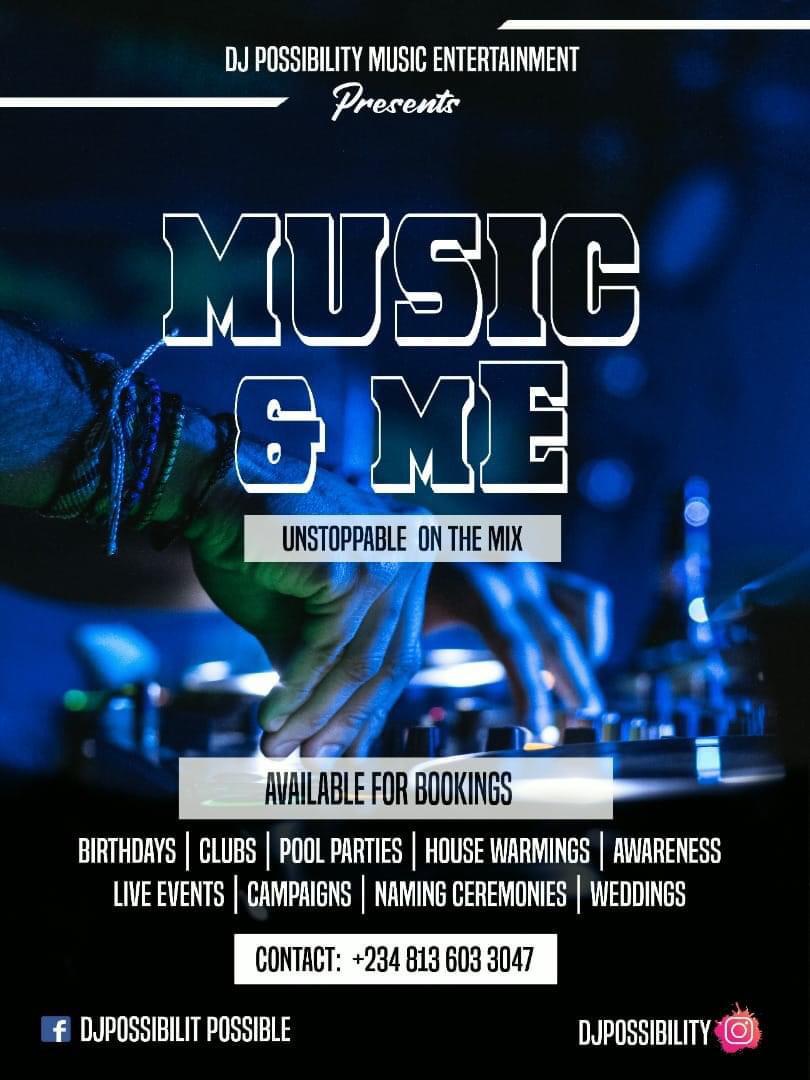 DJ POSSIBILITY MUSIC ENTERTAINMENT
Presents
MUSIC
& ME
UNSTOPPABLE ON THE MIX
AVAILABLE FOR BOOKINGS
BIRTHDAYS | CLUBS | POOL PARTIES | HOUSE WARMINGS | AWARENESS
LIVE EVENTS | CAMPAIGNS | NAMING CEREMONIES | WEDDINGS
CONTACT: +234 813 603 3047
DJPOSSIBILIT POSSIBLE
DJPOSSIBILITY